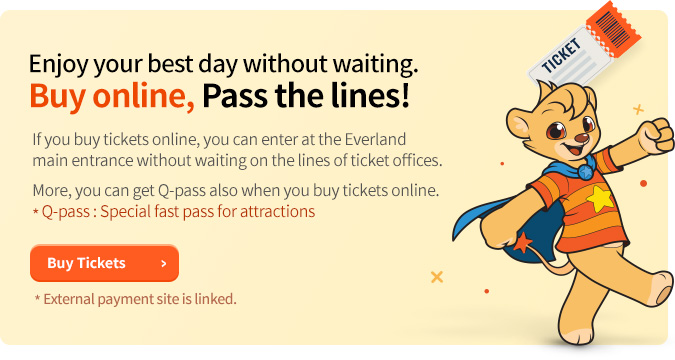 TICKET
Enjoy your best day without waiting.
Buy online, Pass the lines!
If you buy tickets online, you can enter at the Everland
main entrance without waiting on the lines of ticket offices.
More, you can get Q-pass also when you buy tickets online.
* Q-pass : Special fast pass for attractions
Buy Tickets ›
* External payment site is linked.